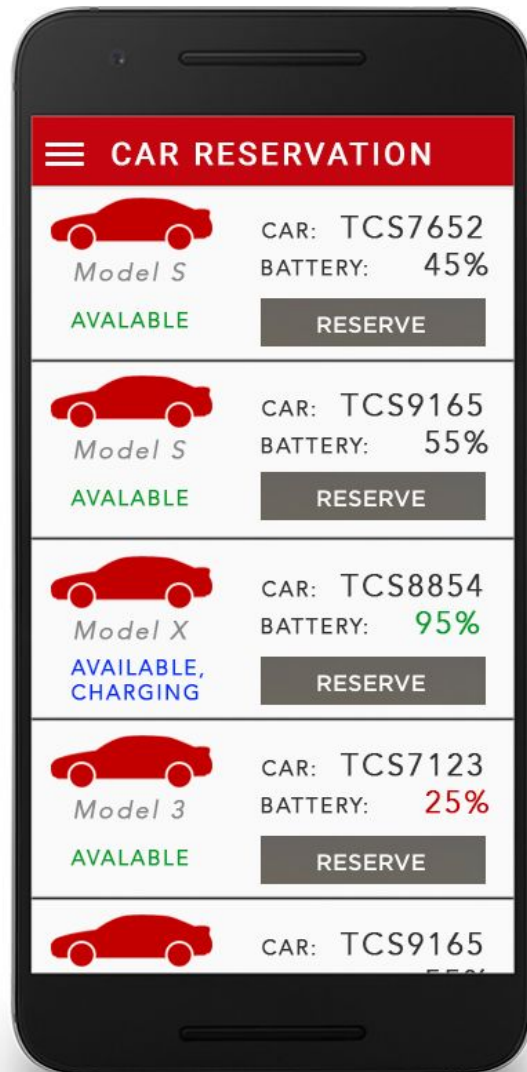 CAR RESERVATION
CAR: TCS7652
Model S
BATTERY: 45%
AVALABLE
RESERVE
CAR: TCS9165
Model S
BATTERY: 55%
AVALABLE
RESERVE
CAR: TCS8854
Model X
BATTERY: 95%
AVAILABLE,
CHARGING
RESERVE
CAR: TCS7123
Model 3
BATTERY: 25%
AVALABLE
RESERVE
CAR: TCS9165